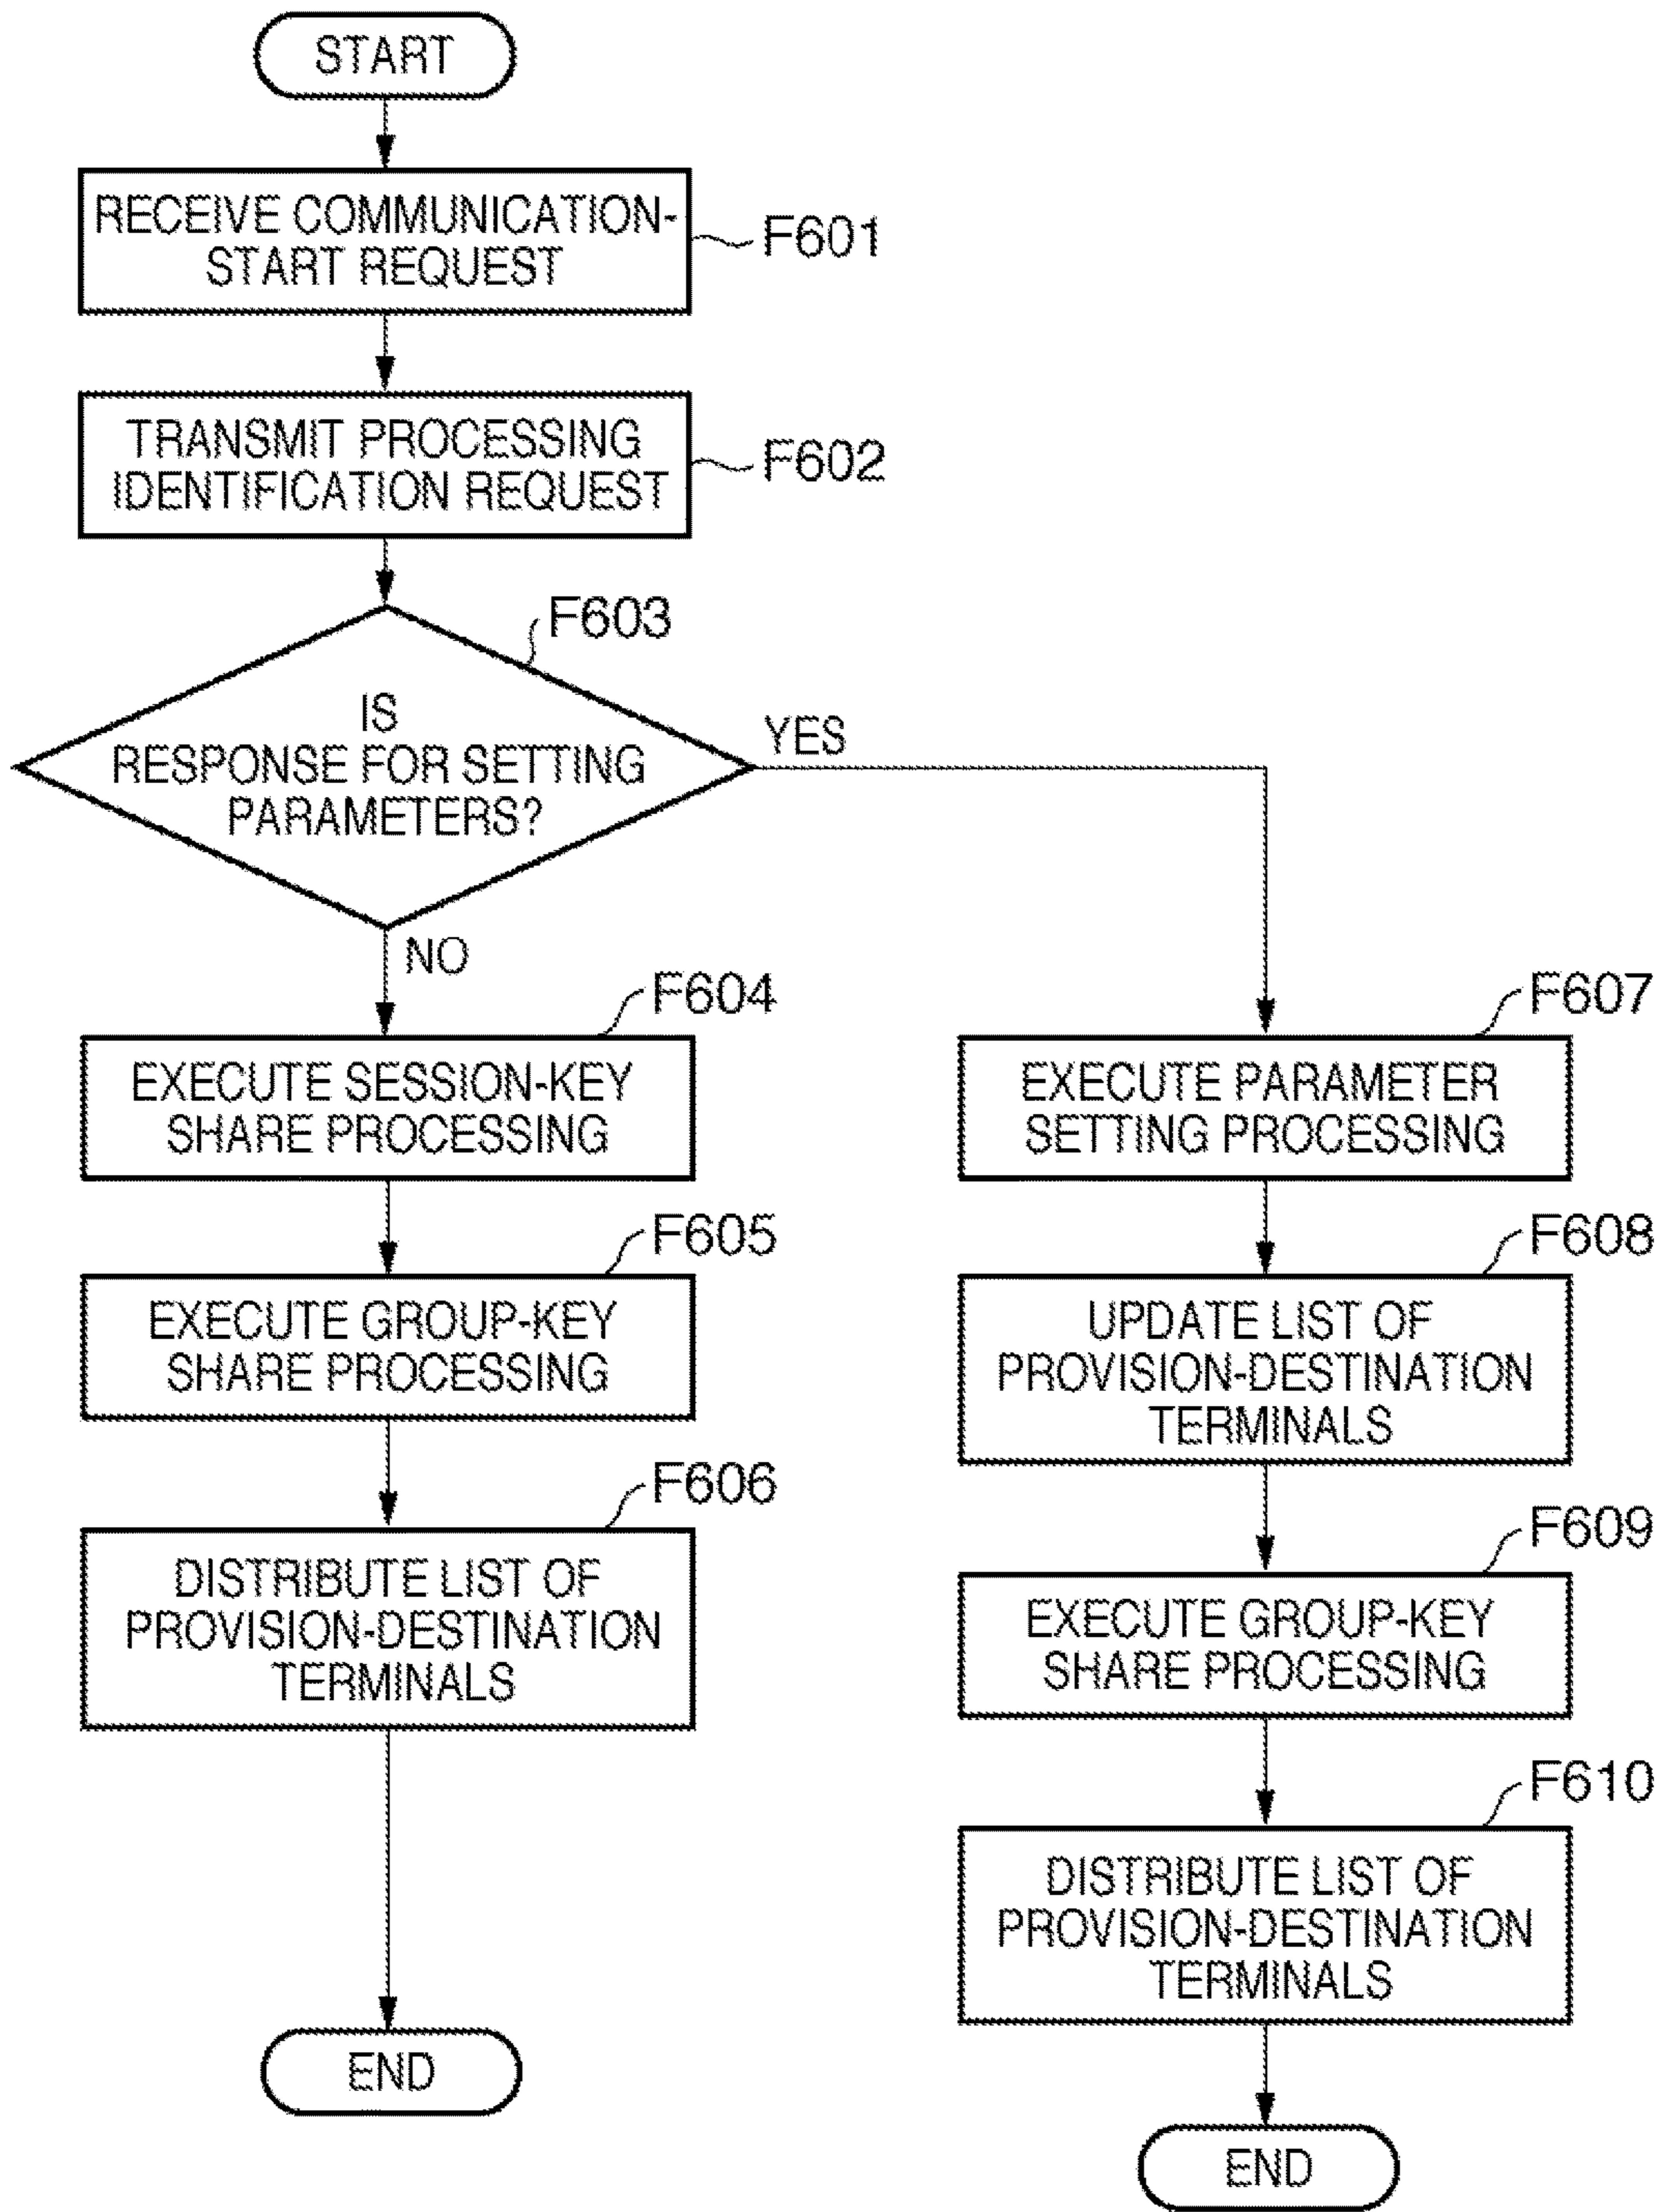 START
RECEIVE COMMUNICATION-
START REQUEST
F601
TRANSMIT PROCESSING
IDENTIFICATION REQUEST
F602
F603
IS
RESPONSE FOR SETTING
PARAMETERS?
YES
NO
F604
EXECUTE SESSION-KEY
SHARE PROCESSING
F605
EXECUTE GROUP-KEY
SHARE PROCESSING
F606
DISTRIBUTE LIST OF
PROVISION-DESTINATION
TERMINALS
END
F607
EXECUTE PARAMETER
SETTING PROCESSING
F608
UPDATE LIST OF
PROVISION-DESTINATION
TERMINALS
F609
EXECUTE GROUP-KEY
SHARE PROCESSING
F610
DISTRIBUTE LIST OF
PROVISION-DESTINATION
TERMINALS
END